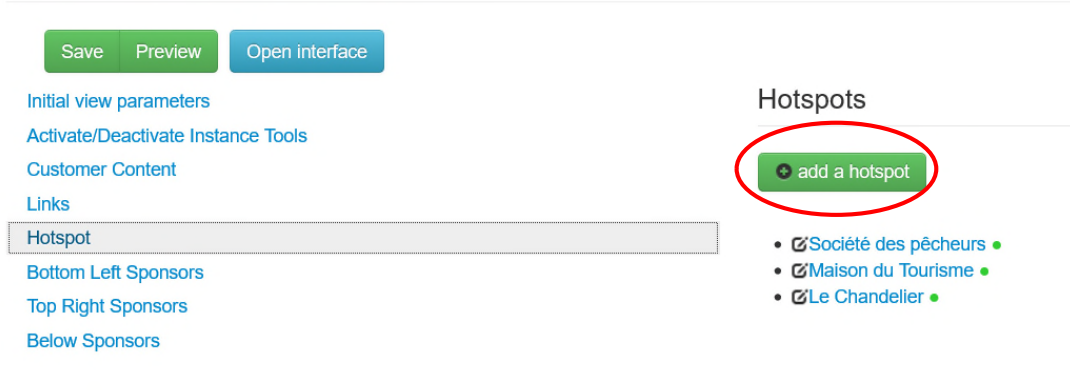 Save Preview Open interface
Initial view parameters
Activate/Deactivate Instance Tools
Customer Content
Links
Hotspot
Bottom Left Sponsors
Top Right Sponsors
Below Sponsors
Hotspots
add a hotspot
Société des pêcheurs
Maison du Tourisme
Le Chandelier